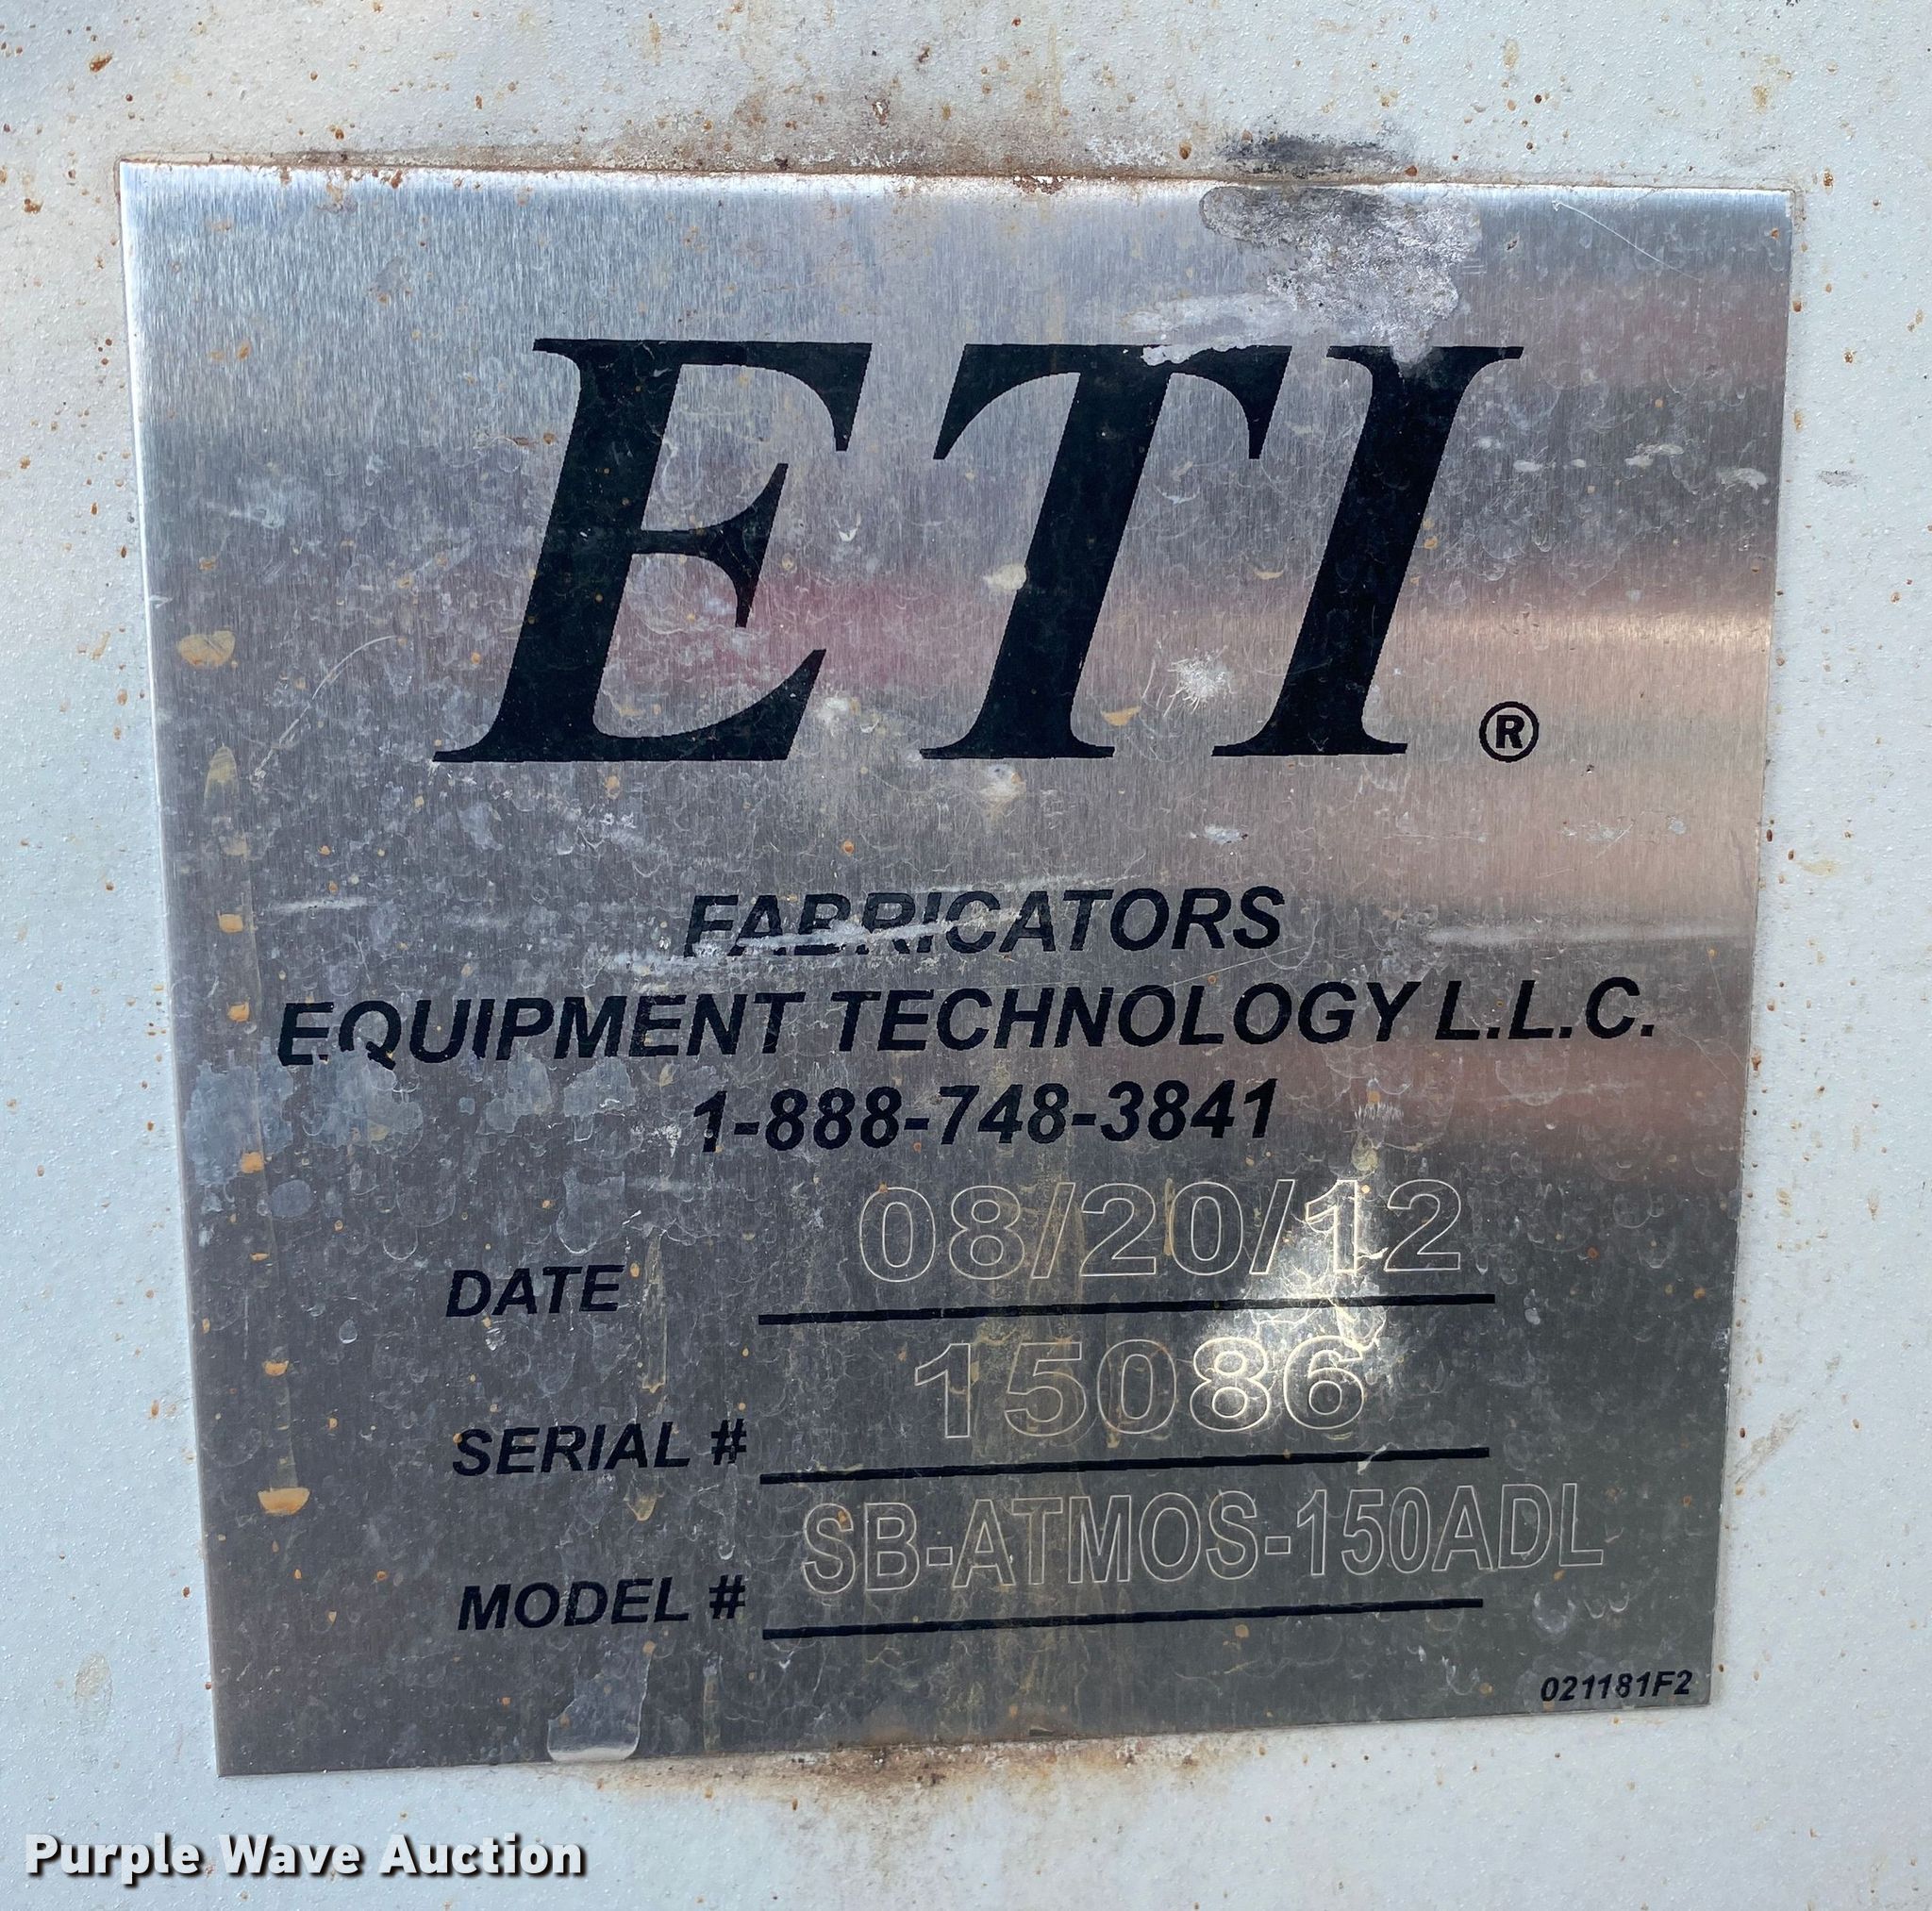 ETI®
FABRICATORS
EQUIPMENT TECHNOLOGY L.L.C.
1-888-748-3841
DATE 08/20/12
SERIAL # 15086
MODEL # SB-ATMOS-150ADL
021181F2
Purple Wave Auction